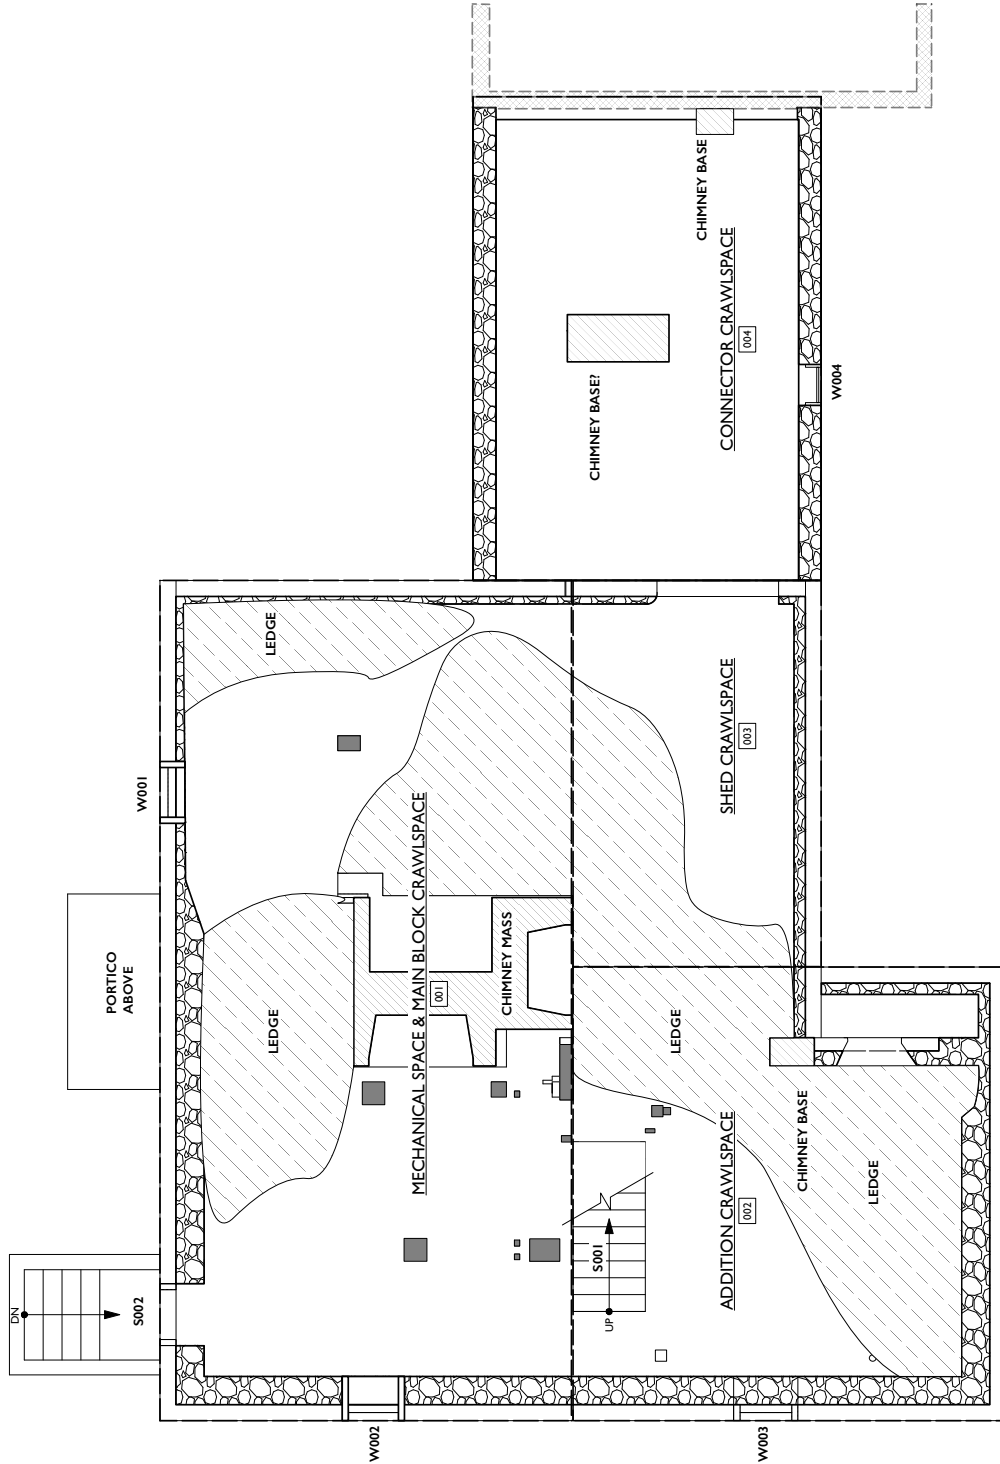 DN
S002
PORTICO
ABOVE
W001
LEDGE
LEDGE
W002
MECHANICAL SPACE & MAIN BLOCK CRAWLSPACE
001
CHIMNEY MASS
CHIMNEY BASE?
CHIMNEY BASE
CONNECTOR CRAWLSPACE
004
W004
S001
UP
LEDGE
SHED CRAWLSPACE
003
ADDITION CRAWLSPACE
002
CHIMNEY BASE
LEDGE
W003